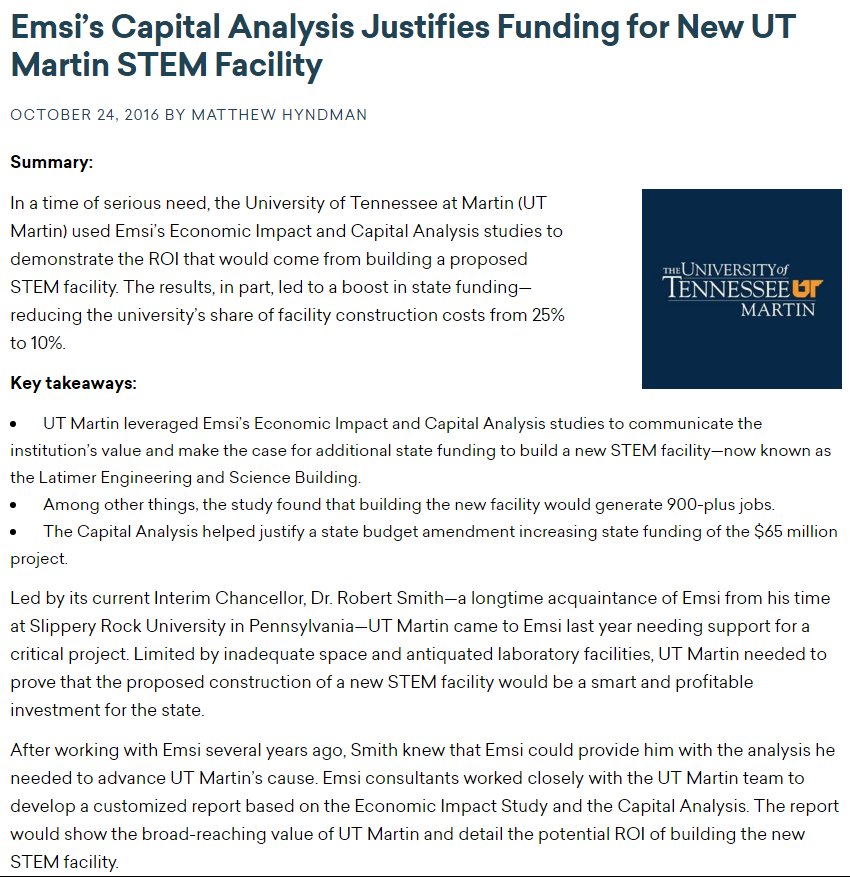 Emsi's Capital Analysis Justifies Funding for New UT
Martin STEM Facility
OCTOBER 24, 2016 BY MATTHEW HYNDMAN
Summary:
In a time of serious need, the University of Tennessee at Martin (UT
Martin) used Emsi's Economic Impact and Capital Analysis studies to
demonstrate the ROI that would come from building a proposed
STEM facility. The results, in part, led to a boost in state funding—
reducing the university's share of facility construction costs from 25%
to 10%.
THE UNIVERSITY of
TENNESSEE UT
MARTIN
Key takeaways:
• UT Martin leveraged Emsi's Economic Impact and Capital Analysis studies to communicate the
institution's value and make the case for additional state funding to build a new STEM facility—now known as
the Latimer Engineering and Science Building.
• Among other things, the study found that building the new facility would generate 900-plus jobs.
• The Capital Analysis helped justify a state budget amendment increasing state funding of the $65 million
project.
Led by its current Interim Chancellor, Dr. Robert Smith—a longtime acquaintance of Emsi from his time
at Slippery Rock University in Pennsylvania—UT Martin came to Emsi last year needing support for a
critical project. Limited by inadequate space and antiquated laboratory facilities, UT Martin needed to
prove that the proposed construction of a new STEM facility would be a smart and profitable
investment for the state.
After working with Emsi several years ago, Smith knew that Emsi could provide him with the analysis he
needed to advance UT Martin's cause. Emsi consultants worked closely with the UT Martin team to
develop a customized report based on the Economic Impact Study and the Capital Analysis. The report
would show the broad-reaching value of UT Martin and detail the potential ROI of building the new
STEM facility.